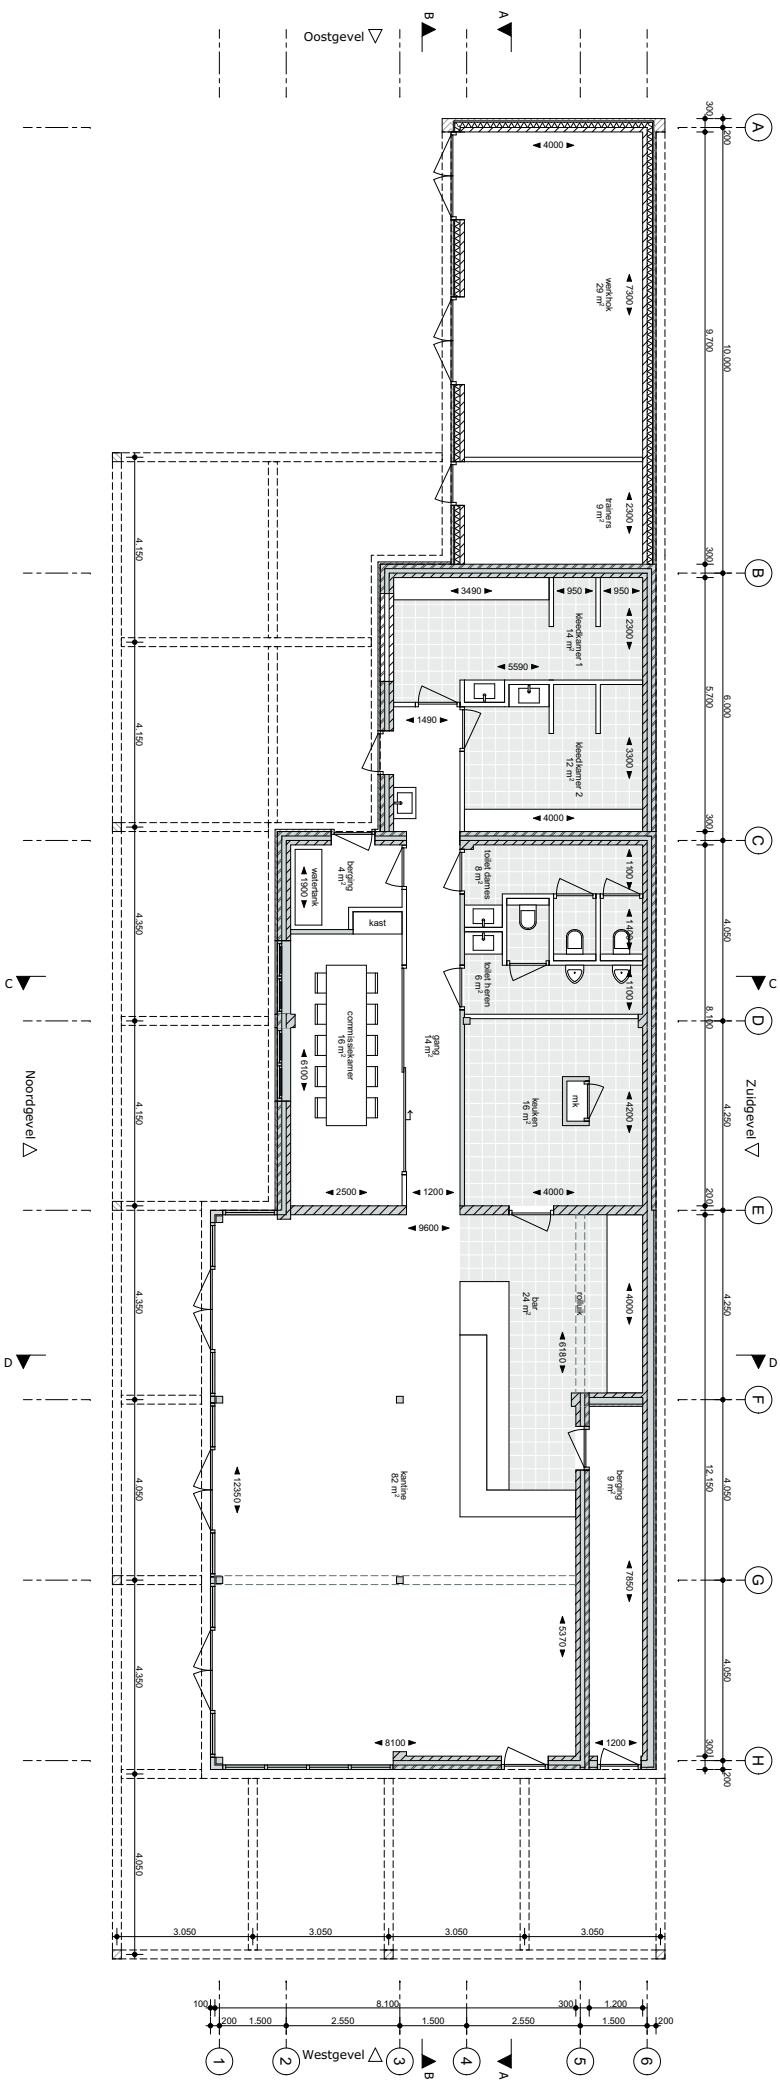 B
A
Oostgevel
A
300
200
4000
werkhok
29 m²
7300
9.700
10.000
trainers
9 m²
2300
4.150
300
B
3490
950
950
kleedkamer 1
14 m²
2300
5590
5.700
6.000
1490
4.150
kleedkamer 2
12 m²
3300
4000
300
C
berging
4 m²
watertank
1900
kast
toilet dames
8 m²
1100
1400
4.050
4.350
toilet heren
6 m²
1100
C
C
8.100
D
commissiekamer
16 m²
6100
gang
14 m²
keuken
16 m²
mk
4200
4.250
4.150
Noordgevel
Zuidgevel
2500
1200
4000
200
E
9600
bar
24 m²
rolluik
4000
4.250
4.350
6180
D
D
F
12350
kantine
82 m²
berging
9 m²
12.150
4.050
4.050
7850
G
5370
4.350
4.050
8100
1200
300
H
200
4.050
3.050
3.050
3.050
3.050
100
8.100
300
1.200
200
1.500
2.550
1.500
2.550
1.500
200
1
2
Westgevel
3
B
4
A
5
6